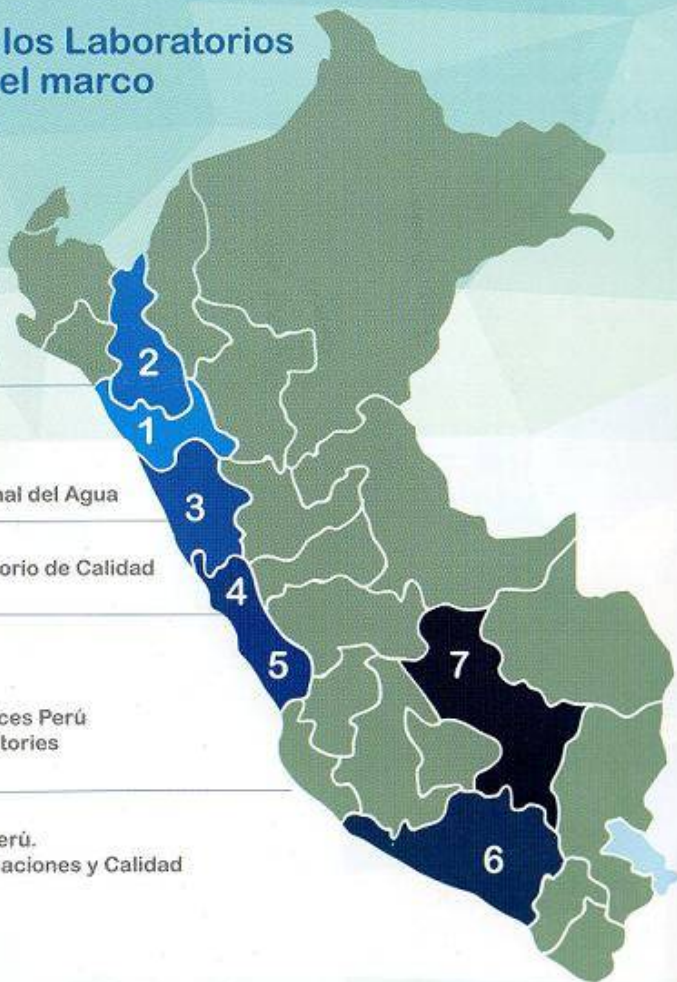 los Laboratorios
el marco
2
1
3
nal del Agua
4
orio de Calidad
5
7
ces Perú
tories
6
erú.
aciones y Calidad